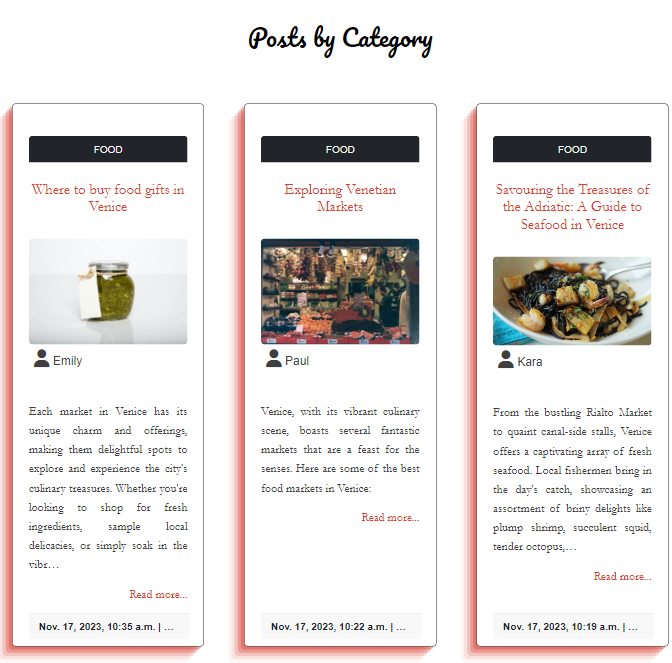 Posts by Category
FOOD
Where to buy food gifts in
Venice
Emily
Each market in Venice has its
unique charm and offerings,
making them delightful spots to
explore and experience the city's
culinary treasures. Whether you're
looking to shop for fresh
ingredients, sample local
delicacies, or simply soak in the
vibr…
Read more...
Nov. 17, 2023, 10:35 a.m. | …
FOOD
Exploring Venetian
Markets
Paul
Venice, with its vibrant culinary
scene, boasts several fantastic
markets that are a feast for the
senses. Here are some of the best
food markets in Venice:
Read more...
Nov. 17, 2023, 10:22 a.m. | …
FOOD
Savouring the Treasures of
the Adriatic: A Guide to
Seafood in Venice
Kara
From the bustling Rialto Market
to quaint canal-side stalls, Venice
offers a captivating array of fresh
seafood. Local fishermen bring in
the day's catch, showcasing an
assortment of briny delights like
plump shrimp, succulent squid,
tender octopus,…
Read more...
Nov. 17, 2023, 10:19 a.m. | …